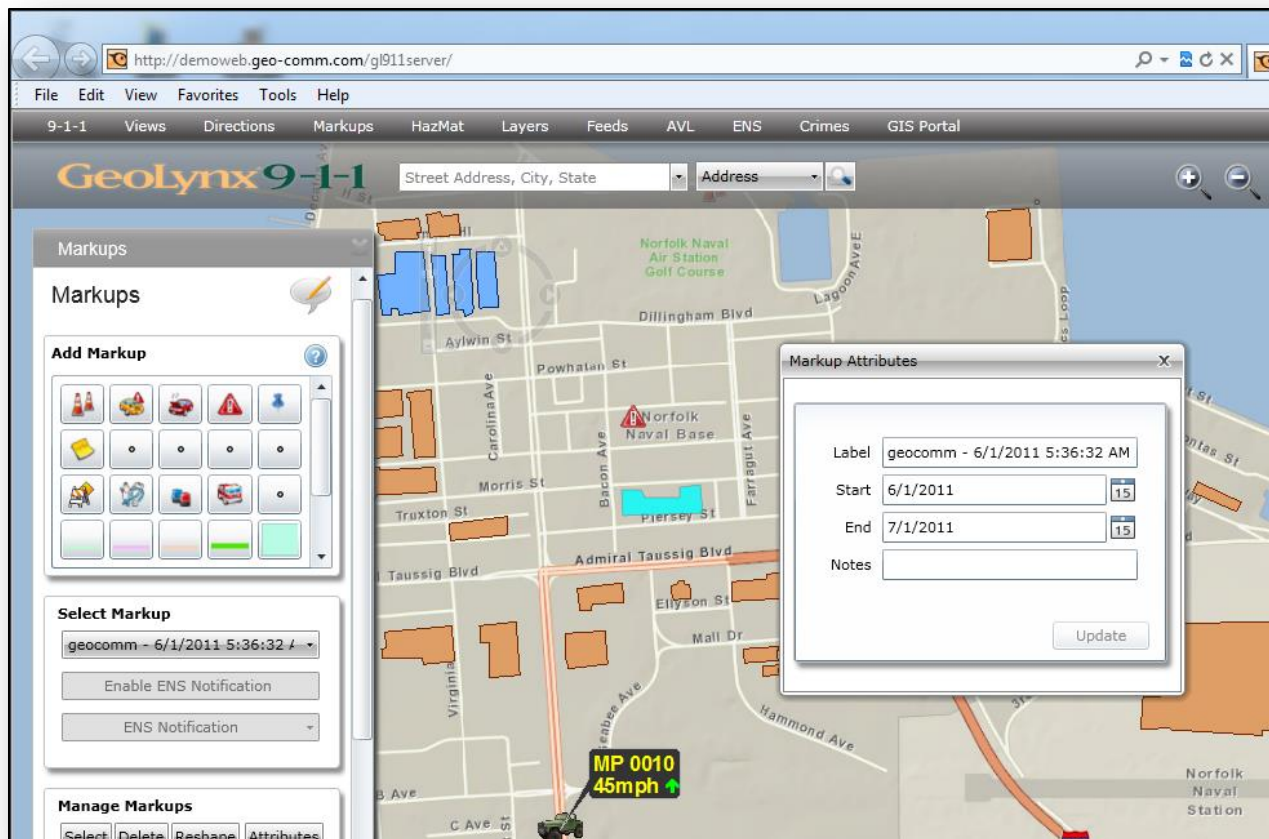 http://demoweb.geo-comm.com/gl911server/
File Edit View Favorites Tools Help
9-1-1 Views Directions Markups HazMat Layers Feeds AVL ENS Crimes GIS Portal
GeoLynx 9-1-1
Street Address, City, State
Address
H St
Markups
Markups
Add Markup
Select Markup
geocomm - 6/1/2011 5:36:32
Enable ENS Notification
ENS Notification
Manage Markups
Select Delete Reshape Attributes
Norfolk Naval
Air Station
Golf Course
Lagoon Ave E
Dillingham Blvd
Aylwin St
Powhatan St
Carolina Ave
Norfolk
Naval Base
Bacon Ave
Farragut Ave
Morris St
Truxton St
Piersey St
Admiral Taussig Blvd
Taussig Blvd
Ellyson St
Mall Dr
Virginia
Seabee Ave
Hammond Ave
MP 0010
45mph
B Ave
C Ave
St
Loop
St
Markup Attributes
X
Label geocomm - 6/1/2011 5:36:32 AM
Start 6/1/2011
15
End 7/1/2011
15
Notes
Update
Norfolk
Naval
Station